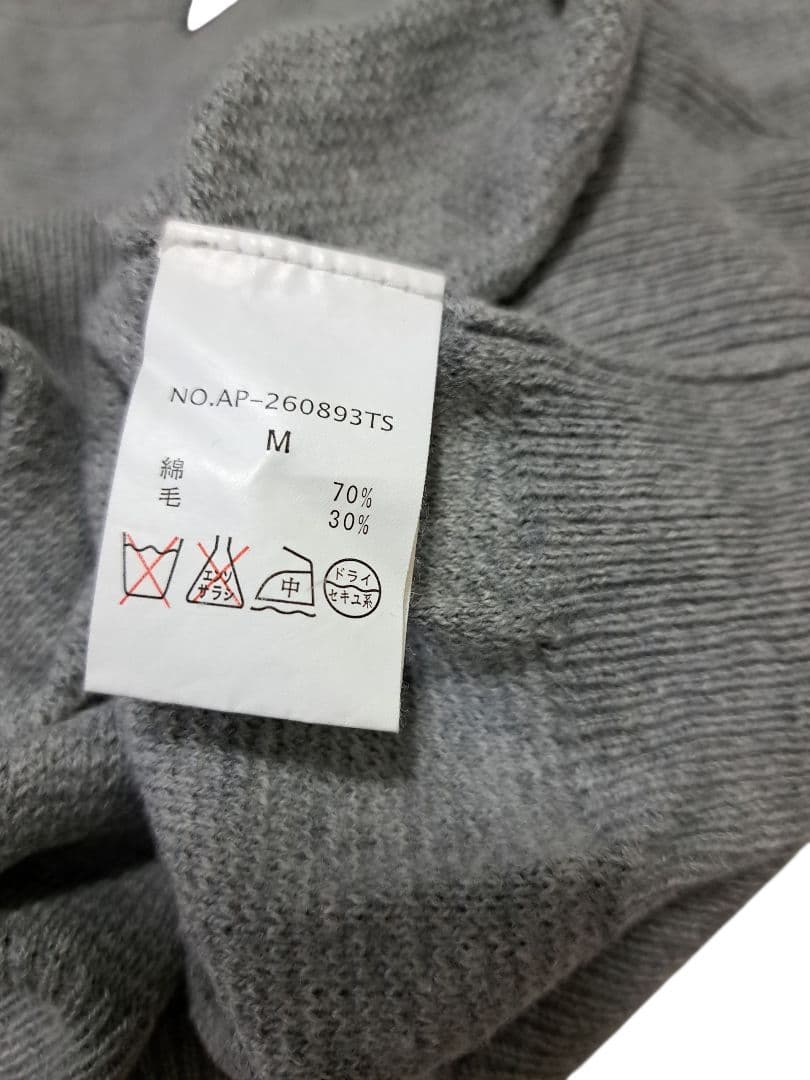 NO.AP-260893TS
M
綿 70%
毛 30%
エンソ サラシ
中
ドライ
セキユ系